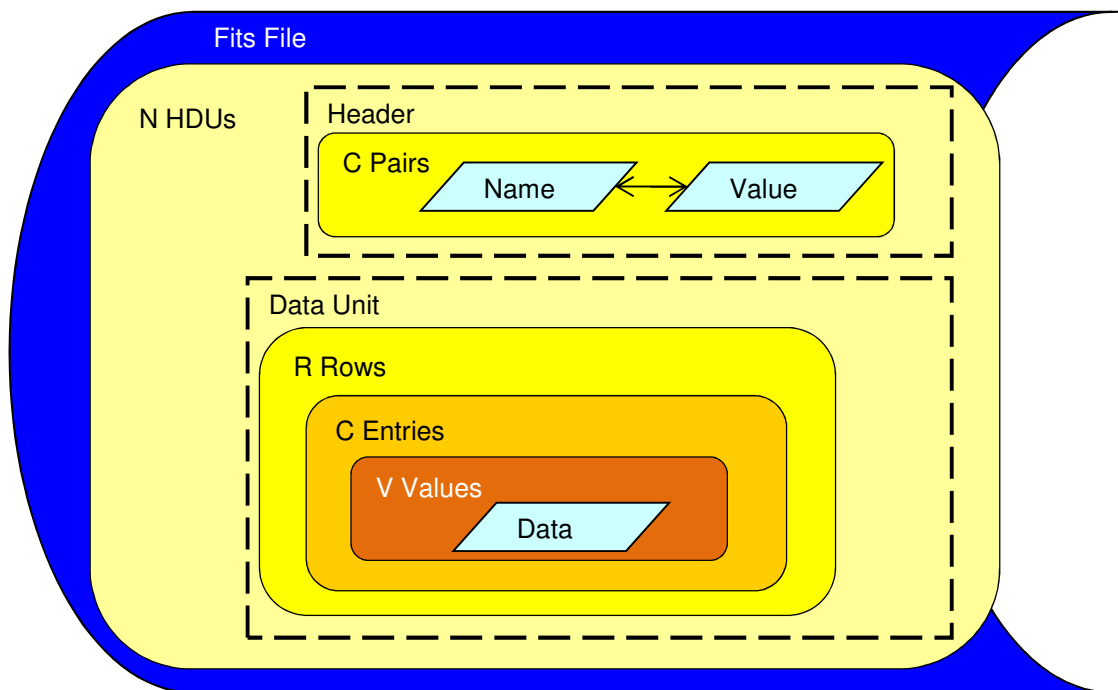 Fits File
N HDUs
Header
C Pairs
Name
Value
Data Unit
R Rows
C Entries
V Values
Data